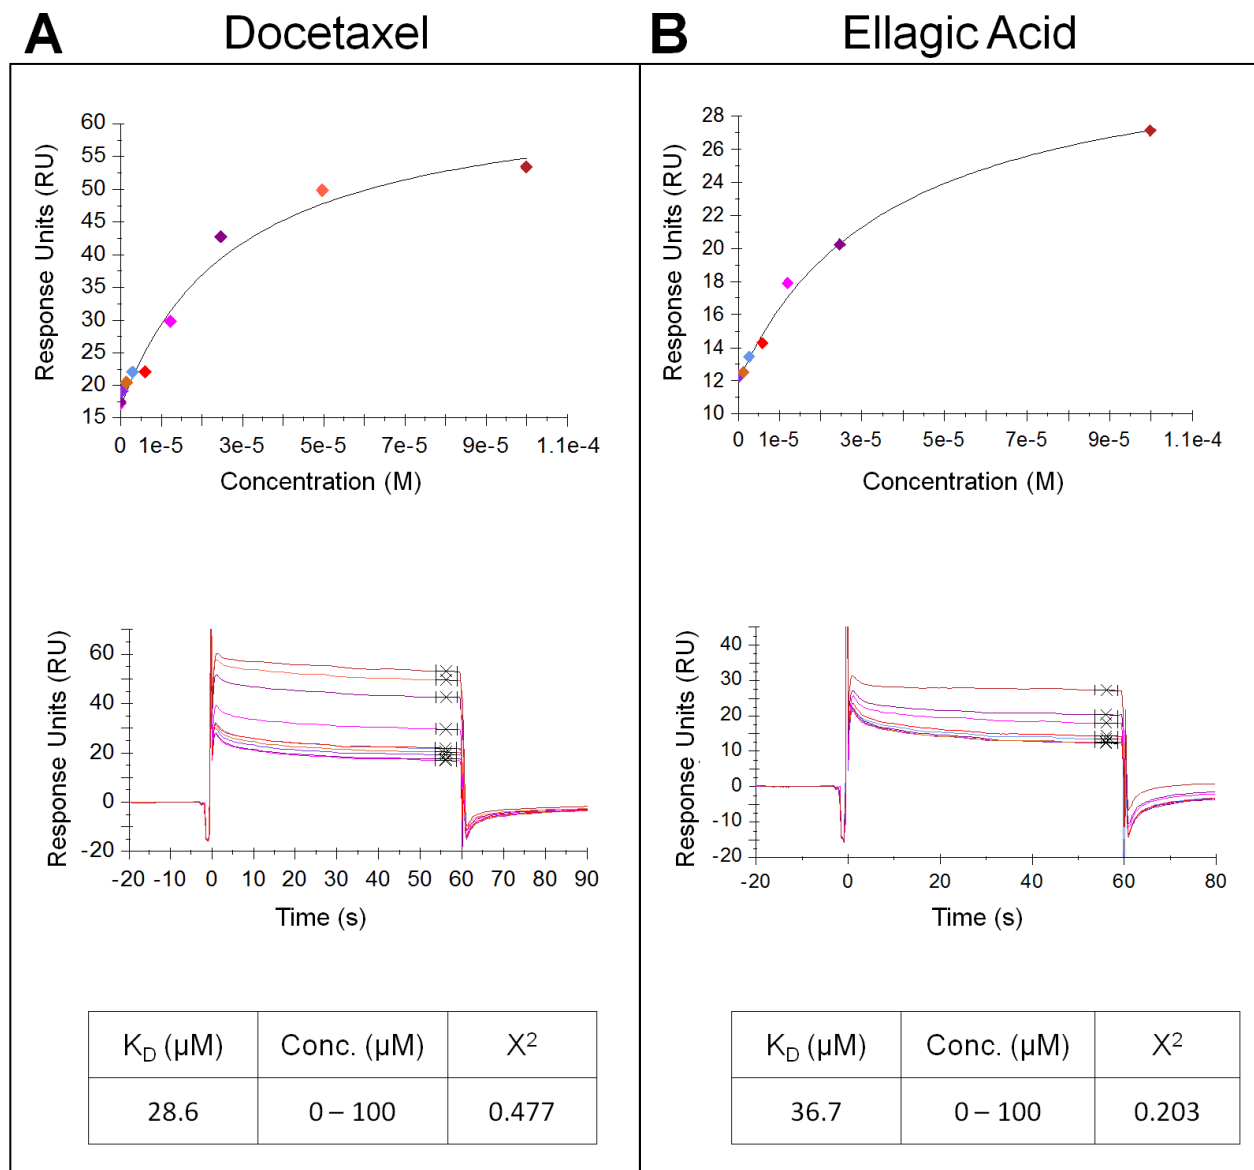 A Docetaxel
60
55
50
45
40
35
30
25
20
15
Response Units (RU)
0 1e-5 3e-5 5e-5 7e-5 9e-5 1.1e-4
Concentration (M)
60
40
20
0
-20
Response Units (RU)
-20 -10 0 10 20 30 40 50 60 70 80 90
Time (s)
K_D (µM) Conc. (µM) X²
28.6 0 – 100 0.477
B Ellagic Acid
28
26
24
22
20
18
16
14
12
10
Response Units (RU)
0 1e-5 3e-5 5e-5 7e-5 9e-5 1.1e-4
Concentration (M)
40
30
20
10
0
-10
-20
Response Units (RU)
-20 0 20 40 60 80
Time (s)
K_D (µM) Conc. (µM) X²
36.7 0 – 100 0.203